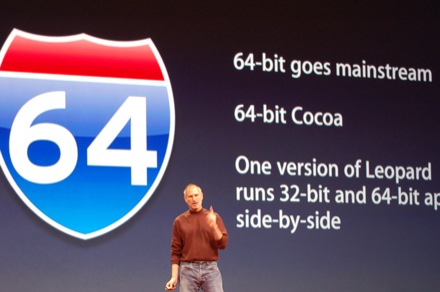 64
64-bit goes mainstream
64-bit Cocoa
One version of Leopard
runs 32-bit and 64-bit ap
side-by-side